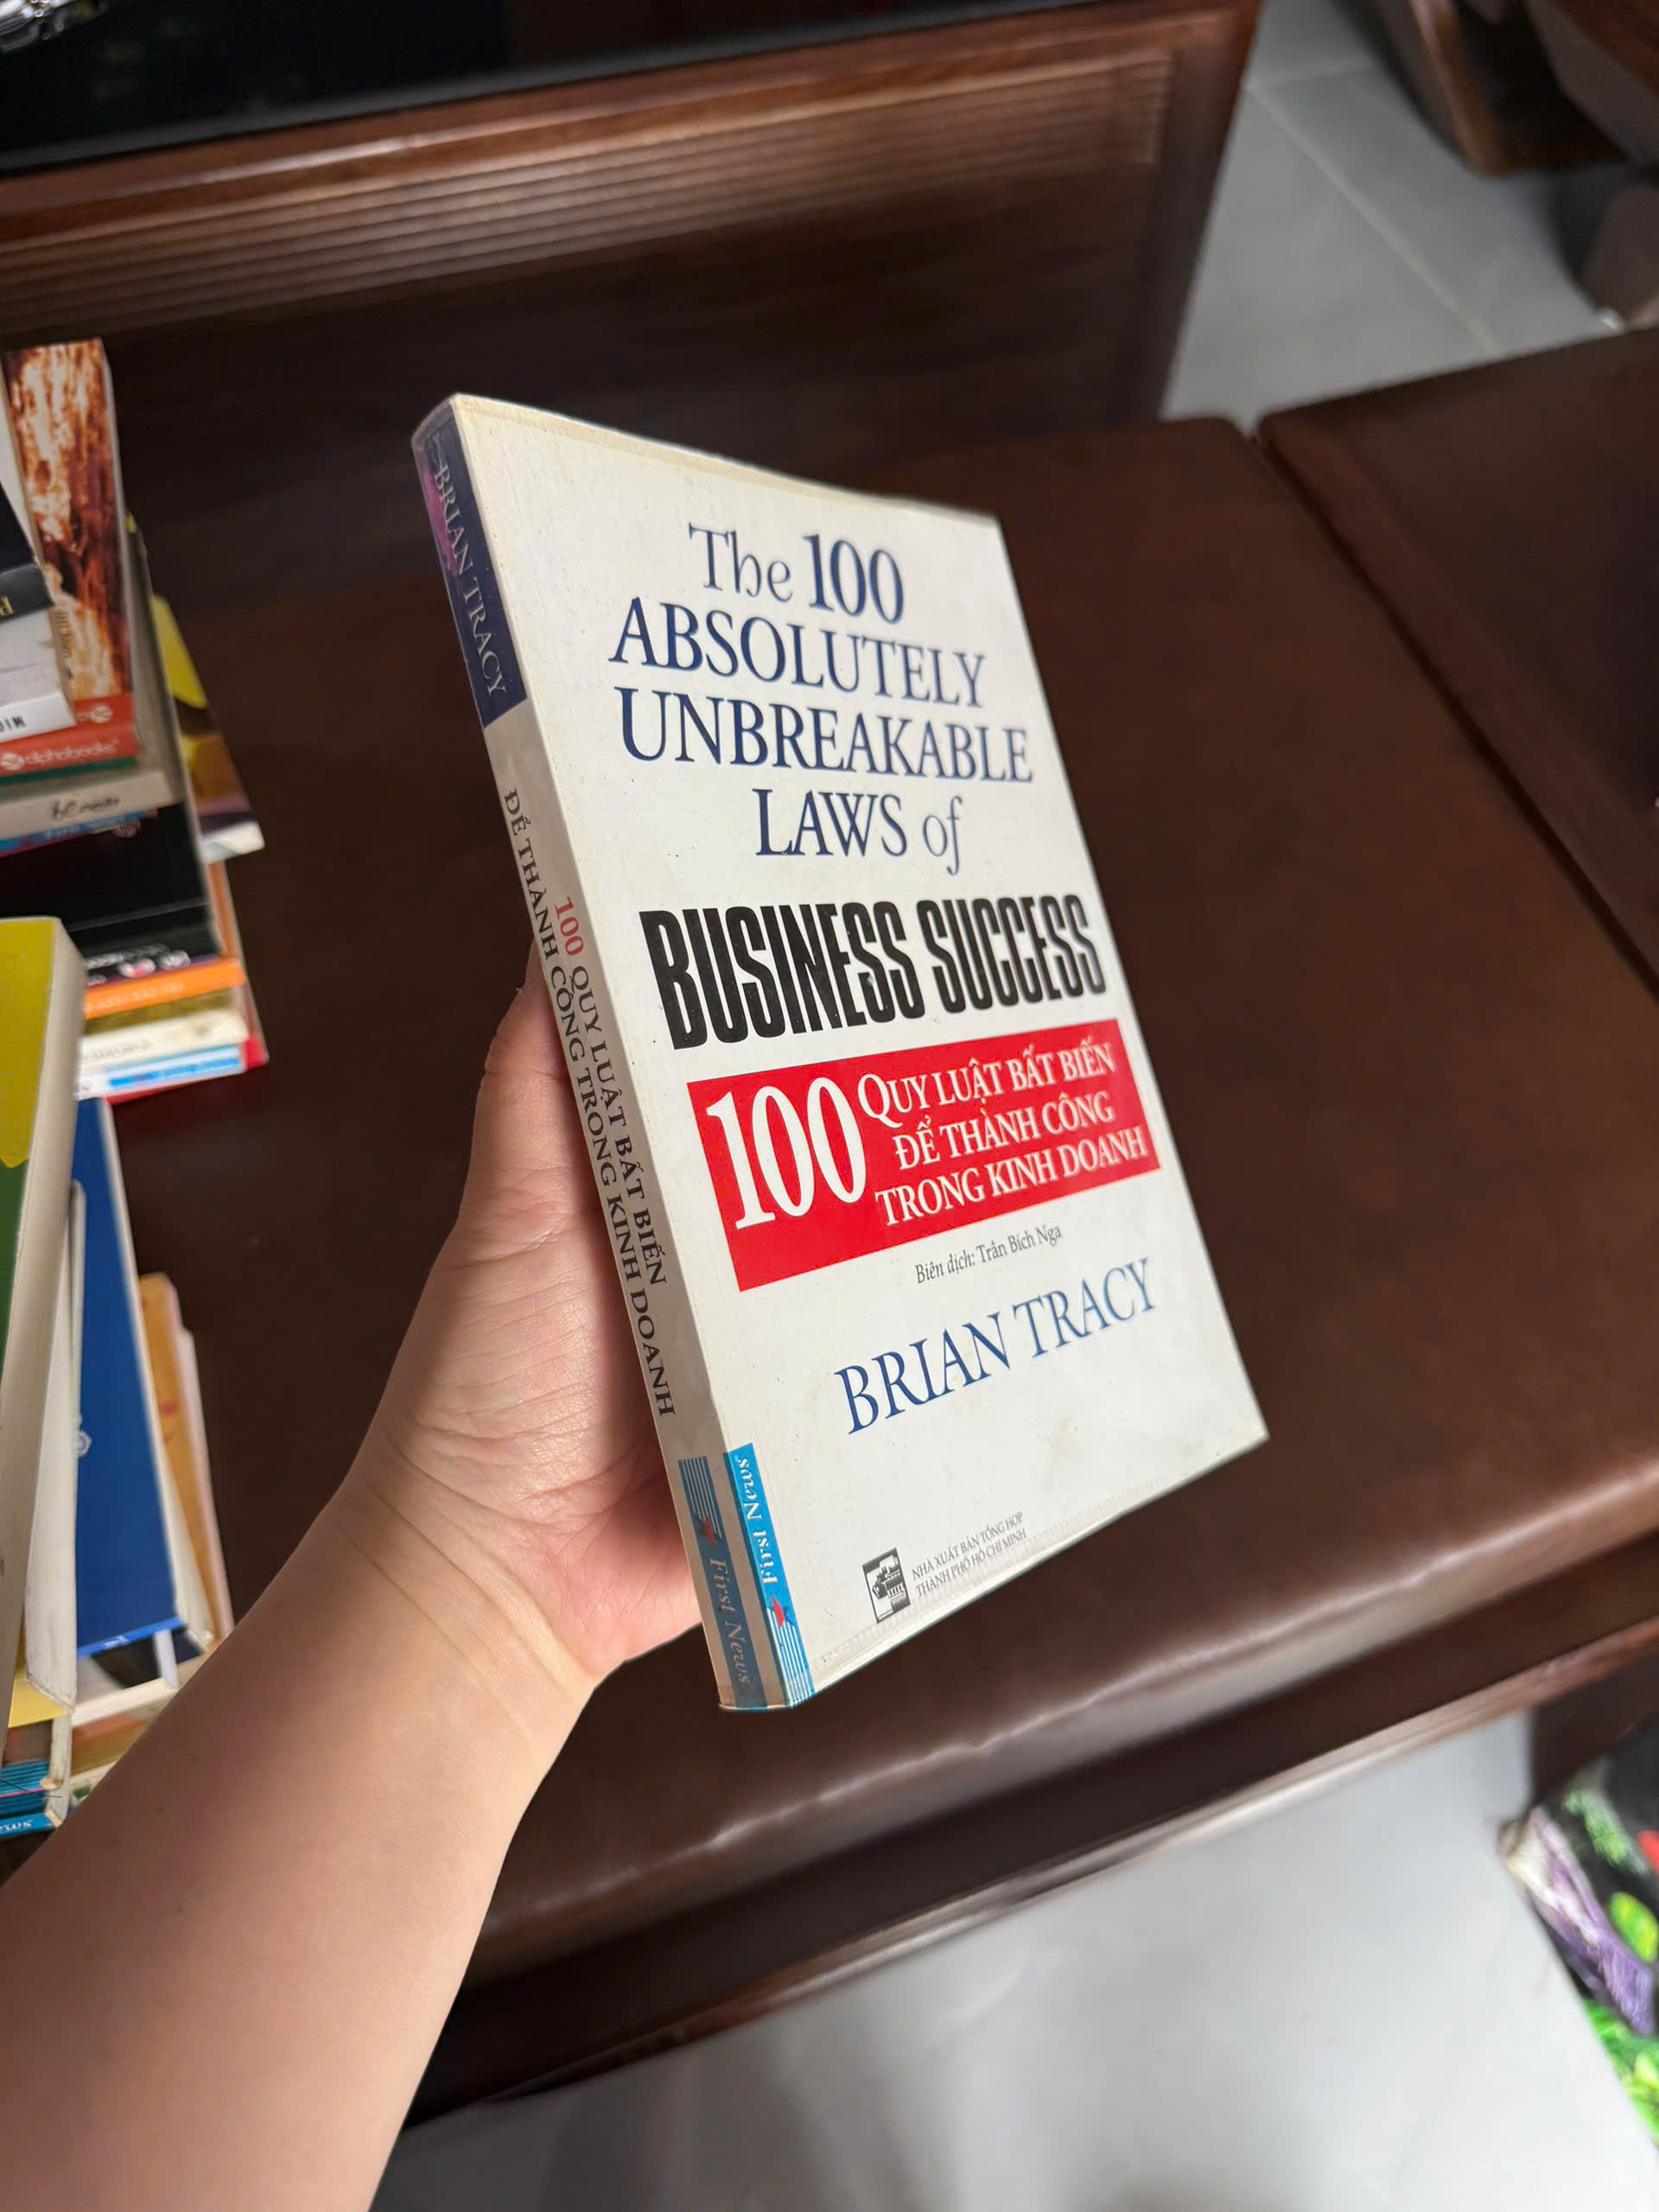 The 100
ABSOLUTELY
UNBREAKABLE
LAWS of
BUSINESS SUCCESS
100 QUY LUẬT BẤT BIẾN
ĐỂ THÀNH CÔNG
TRONG KINH DOANH
Biên dịch: Trần Bích Nga
BRIAN TRACY
NHÀ XUẤT BẢN TỔNG HỢP
THÀNH PHỐ HỒ CHÍ MINH
First News
BRIAN TRACY
100 QUY LUẬT BẤT BIẾN
ĐỂ THÀNH CÔNG TRONG KINH DOANH
First News
alphabooks